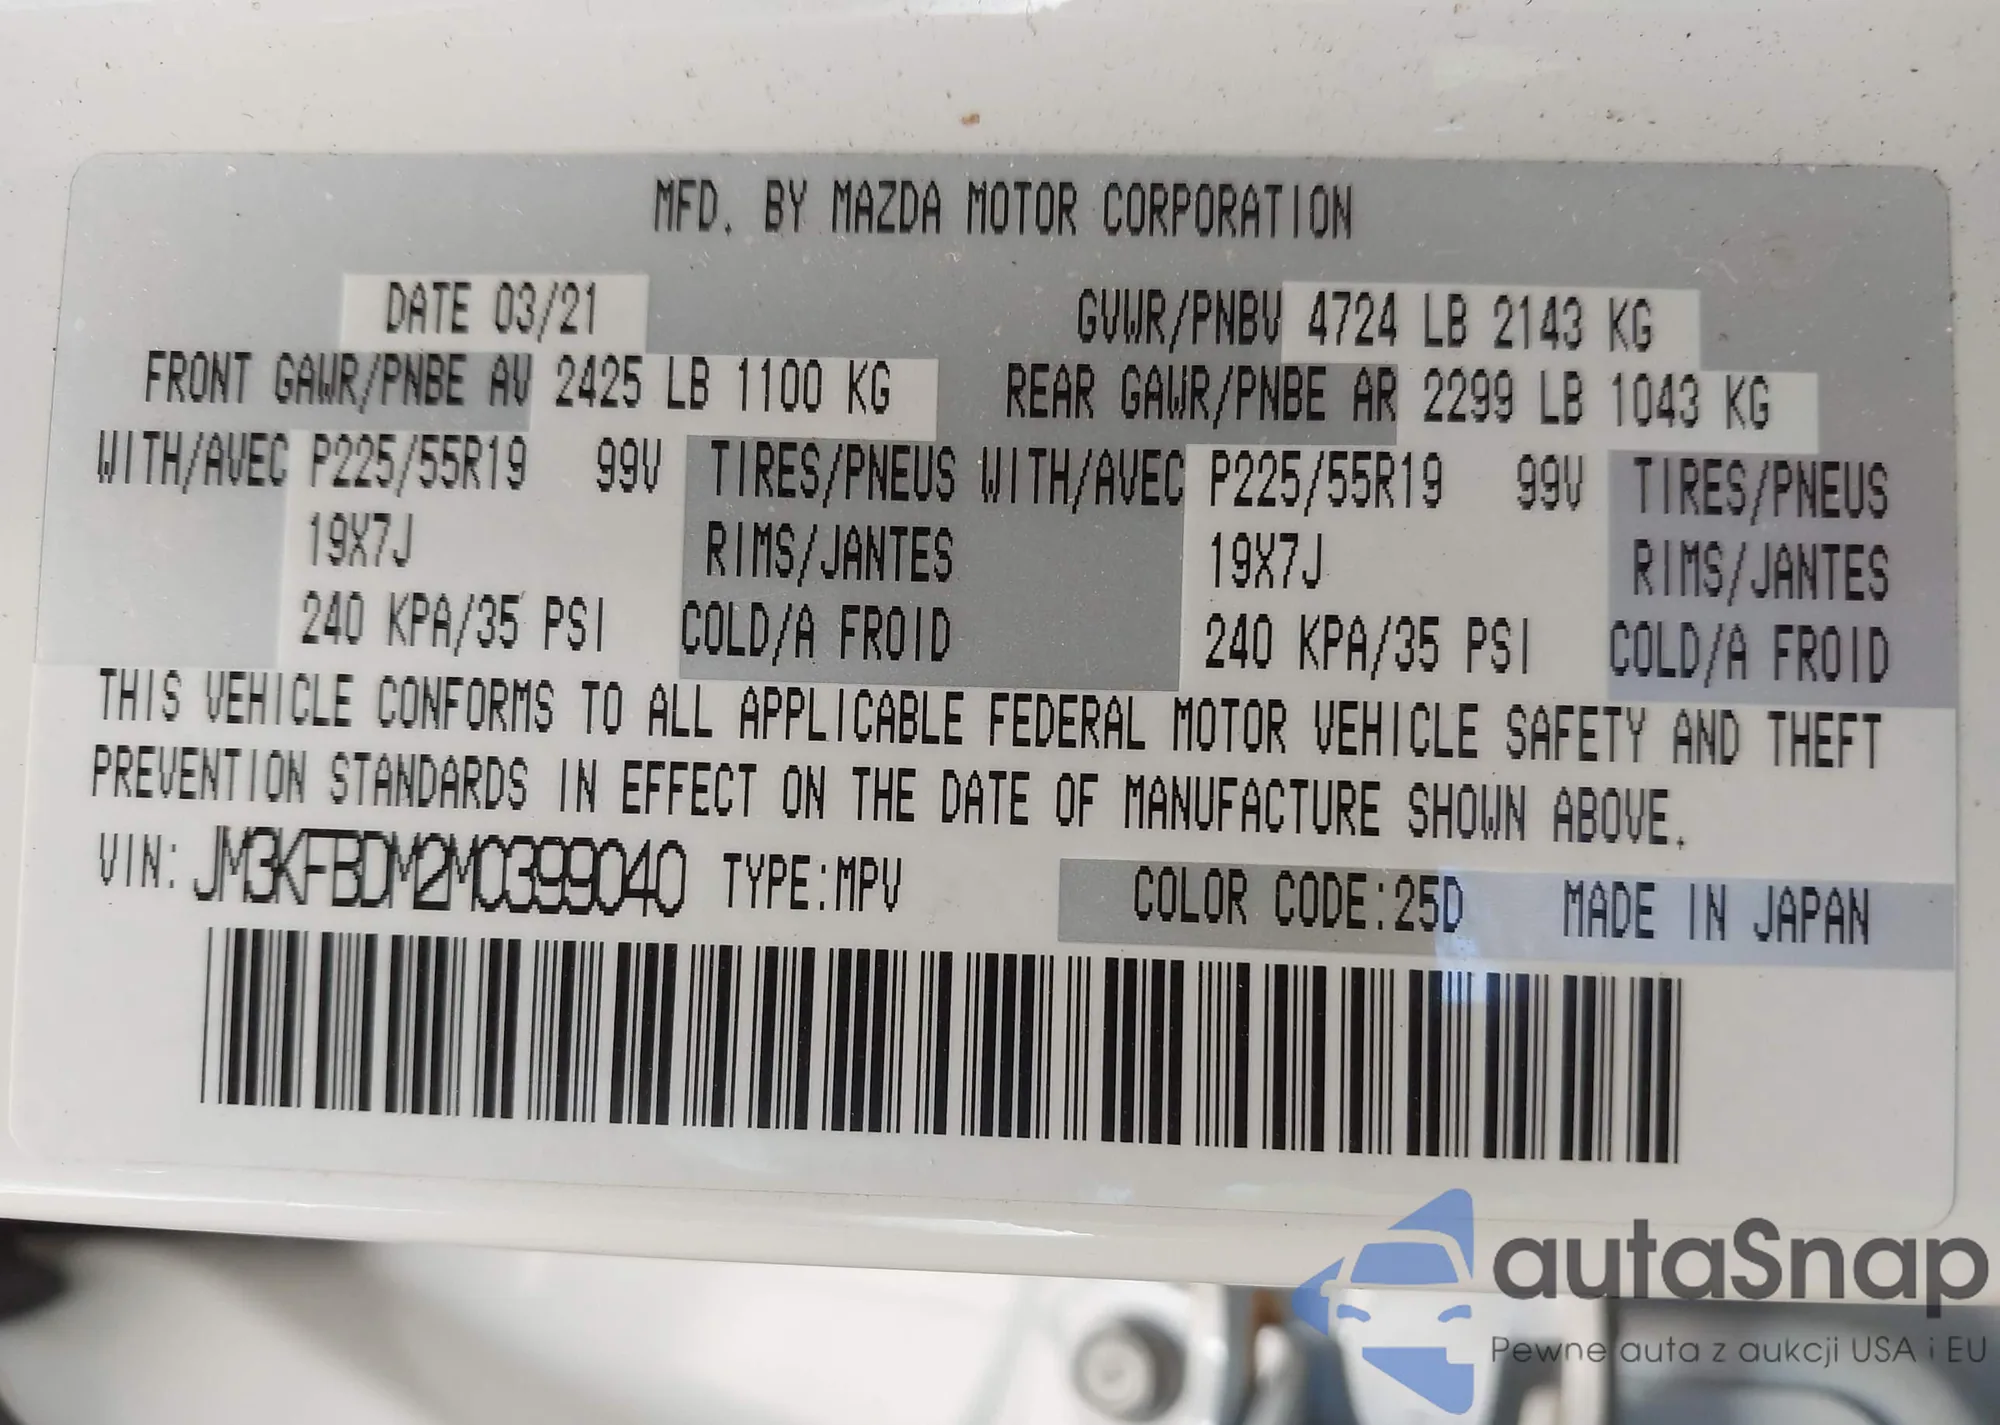 MFD. BY MAZDA MOTOR CORPORATION
DATE 03/21 GVWR/PNBV 4724 LB 2143 KG
FRONT GAWR/PNBE AV 2425 LB 1100 KG REAR GAWR/PNBE AR 2299 LB 1043 KG
WITH/AVEC P225/55R19 99V TIRES/PNEUS WITH/AVEC P225/55R19 99V TIRES/PNEUS
19X7J RIMS/JANTES 19X7J RIMS/JANTES
240 KPA/35 PSI COLD/A FROID 240 KPA/35 PSI COLD/A FROID
THIS VEHICLE CONFORMS TO ALL APPLICABLE FEDERAL MOTOR VEHICLE SAFETY AND THEFT
PREVENTION STANDARDS IN EFFECT ON THE DATE OF MANUFACTURE SHOWN ABOVE.
VIN: JM3KFBDM2M0399040 TYPE:MPV COLOR CODE:25D MADE IN JAPAN
autaSnap
Pewne auta z aukcji USA i EU